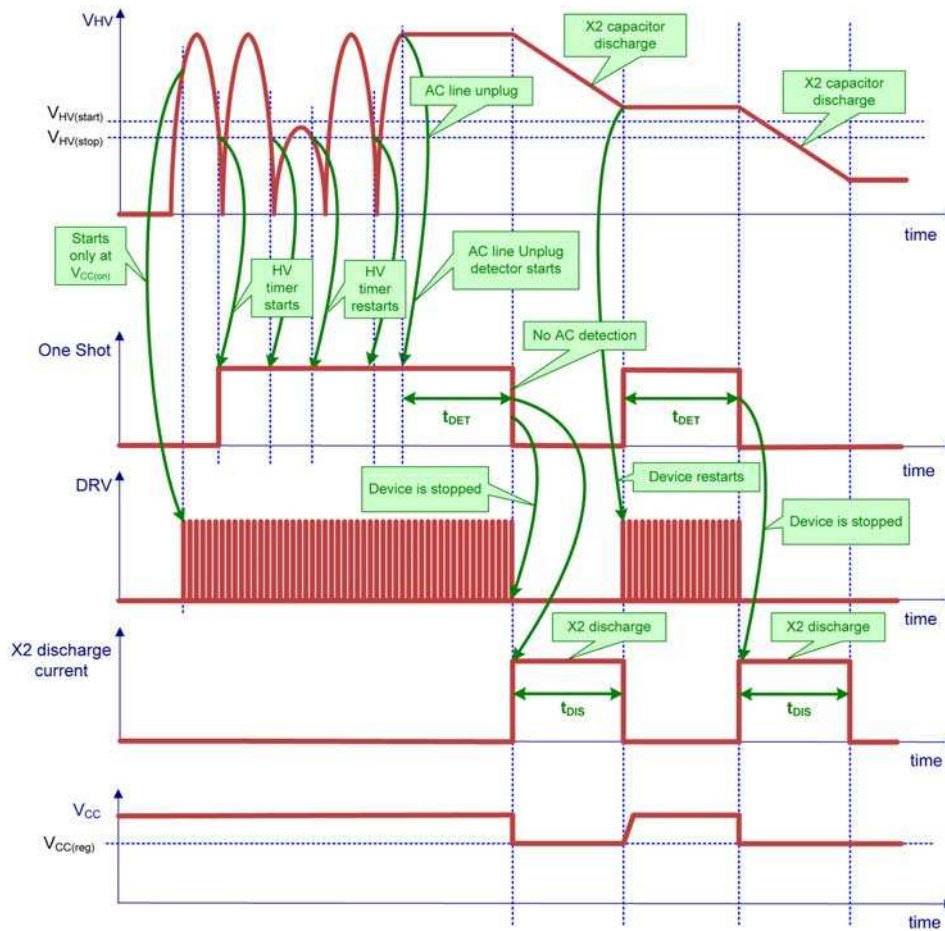 VHV
X2 capacitor
discharge
X2 capacitor
discharge
AC line unplug
VHV(start)
VHV(stop)
time
Starts
only at
VCC(on)
HV
timer
starts
HV
timer
restarts
AC line Unplug
detector starts
No AC detection
One Shot
tDET
tDET
time
DRV
Device is stopped
Device restarts
Device is stopped
time
X2 discharge
current
X2 discharge
X2 discharge
tDIS
tDIS
time
VCC
VCC(reg)
time